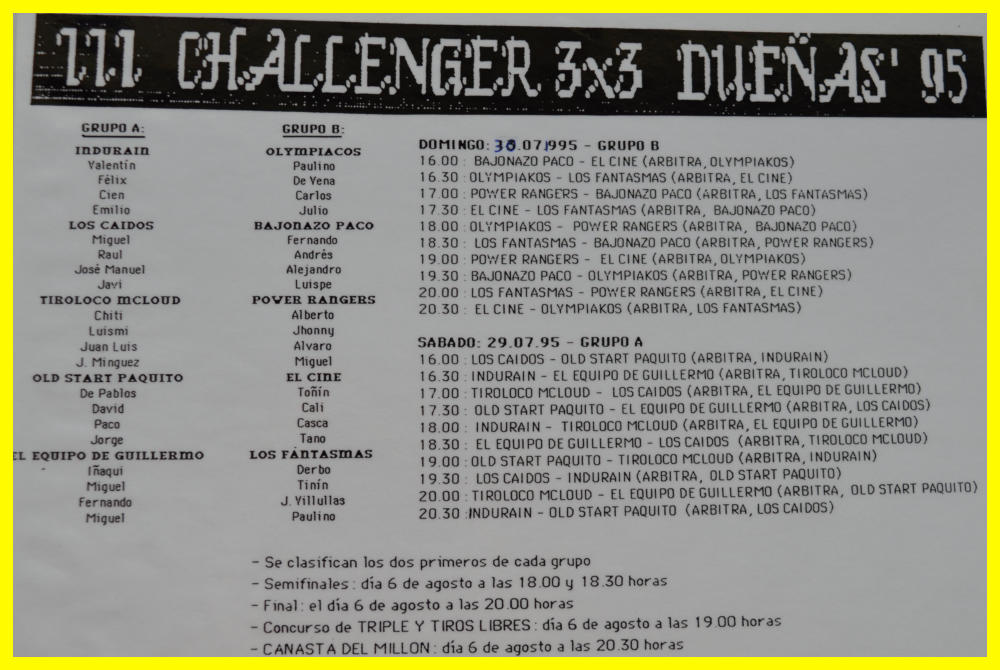 III CHALLENGER 3x3 DUEÑAS' 95
GRUPO A:
INDURAIN
Valentín
Félix
Cien
Emilio
LOS CAIDOS
Miguel
Raul
José Manuel
Javi
TIROLOCO MCLOUD
Chiti
Luismi
Juan Luis
J. Minguez
OLD START PAQUITO
De Pablos
David
Paco
Jorge
EL EQUIPO DE GUILLERMO
Iñaqui
Miguel
Fernando
Miguel
GRUPO B:
OLYMPIACOS
Paulino
De Vena
Carlos
Julio
BAJONAZO PACO
Fernando
Andrés
Alejandro
Luispe
POWER RANGERS
Alberto
Jhonny
Alvaro
Miguel
EL CINE
Toñín
Cali
Casca
Tano
LOS FÁNTASMAS
Derbo
Tinín
J. Villullas
Paulino
DOMINGO: 30.07.1995 - GRUPO B
16.00 : BAJONAZO PACO - EL CINE (ARBITRA, OLYMPIAKOS)
16.30 : OLYMPIAKOS - LOS FANTASMAS (ARBITRA, EL CINE)
17.00 : POWER RANGERS - BAJONAZO PACO (ARBITRA, LOS FANTASMAS)
17.30 : EL CINE - LOS FANTASMAS (ARBITRA, BAJONAZO PACO)
18.00 : OLYMPIAKOS - POWER RANGERS (ARBITRA, BAJONAZO PACO)
18.30 : LOS FANTASMAS - BAJONAZO PACO (ARBITRA, POWER RANGERS)
19.00 : POWER RANGERS - EL CINE (ARBITRA, OLYMPIAKOS)
19.30 : BAJONAZO PACO - OLYMPIAKOS (ARBITRA, POWER RANGERS)
20.00 : LOS FANTASMAS - POWER RANGERS (ARBITRA, EL CINE)
20.30 : EL CINE - OLYMPIAKOS (ARBITRA, LOS FANTASMAS)
SABADO: 29.07.95 - GRUPO A
16.00 : LOS CAIDOS - OLD START PAQUITO (ARBITRA, INDURAIN)
16.30 : INDURAIN - EL EQUIPO DE GUILLERMO (ARBITRA, TIROLOCO MCLOUD)
17.00 : TIROLOCO MCLOUD - LOS CAIDOS (ARBITRA, EL EQUIPO DE GUILLERMO)
17.30 : OLD START PAQUITO - EL EQUIPO DE GUILLERMO (ARBITRA, LOS CAIDOS)
18.00 : INDURAIN - TIROLOCO MCLOUD (ARBITRA, EL EQUIPO DE GUILLERMO)
18.30 : EL EQUIPO DE GUILLERMO - LOS CAIDOS (ARBITRA, TIROLOCO MCLOUD)
19.00 : OLD START PAQUITO - TIROLOCO MCLOUD (ARBITRA, INDURAIN)
19.30 : LOS CAIDOS - INDURAIN (ARBITRA, OLD START PAQUITO)
20.00 : TIROLOCO MCLOUD - EL EQUIPO DE GUILLERMO (ARBITRA, OLD START PAQUITO)
20.30 : INDURAIN - OLD START PAQUITO (ARBITRA, LOS CAIDOS)
- Se clasifican los dos primeros de cada grupo
- Semifinales: día 6 de agosto a las 18.00 y 18.30 horas
- Final: el día 6 de agosto a las 20.00 horas
- Concurso de TRIPLE Y TIROS LIBRES: día 6 de agosto a las 19.00 horas
- CANASTA DEL MILLON: día 6 de agosto a las 20.30 horas